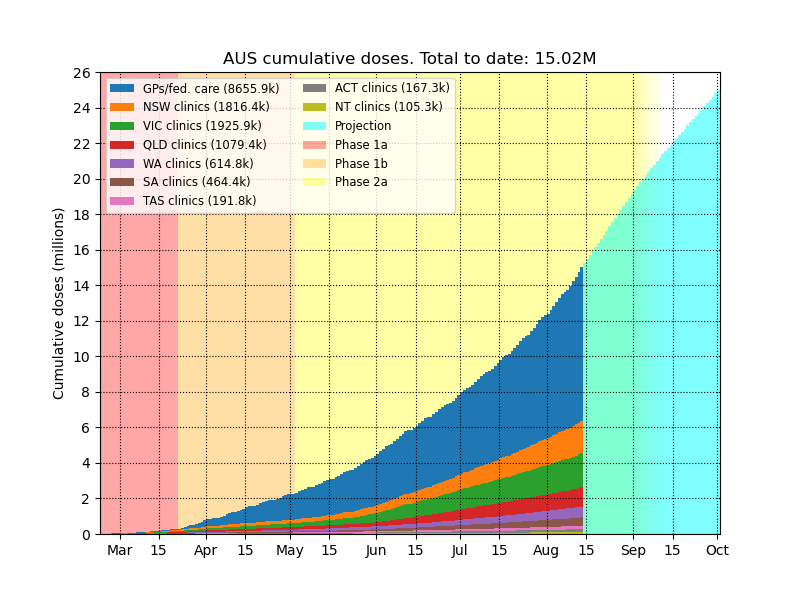 AUS cumulative doses. Total to date: 15.02M
Cumulative doses (millions)
26
24
22
20
18
16
14
12
10
8
6
4
2
0
GPs/fed. care (8655.9k)
NSW clinics (1816.4k)
VIC clinics (1925.9k)
QLD clinics (1079.4k)
WA clinics (614.8k)
SA clinics (464.4k)
TAS clinics (191.8k)
ACT clinics (167.3k)
NT clinics (105.3k)
Projection
Phase 1a
Phase 1b
Phase 2a
Mar 15 Apr 15 May 15 Jun 15 Jul 15 Aug 15 Sep 15 Oct